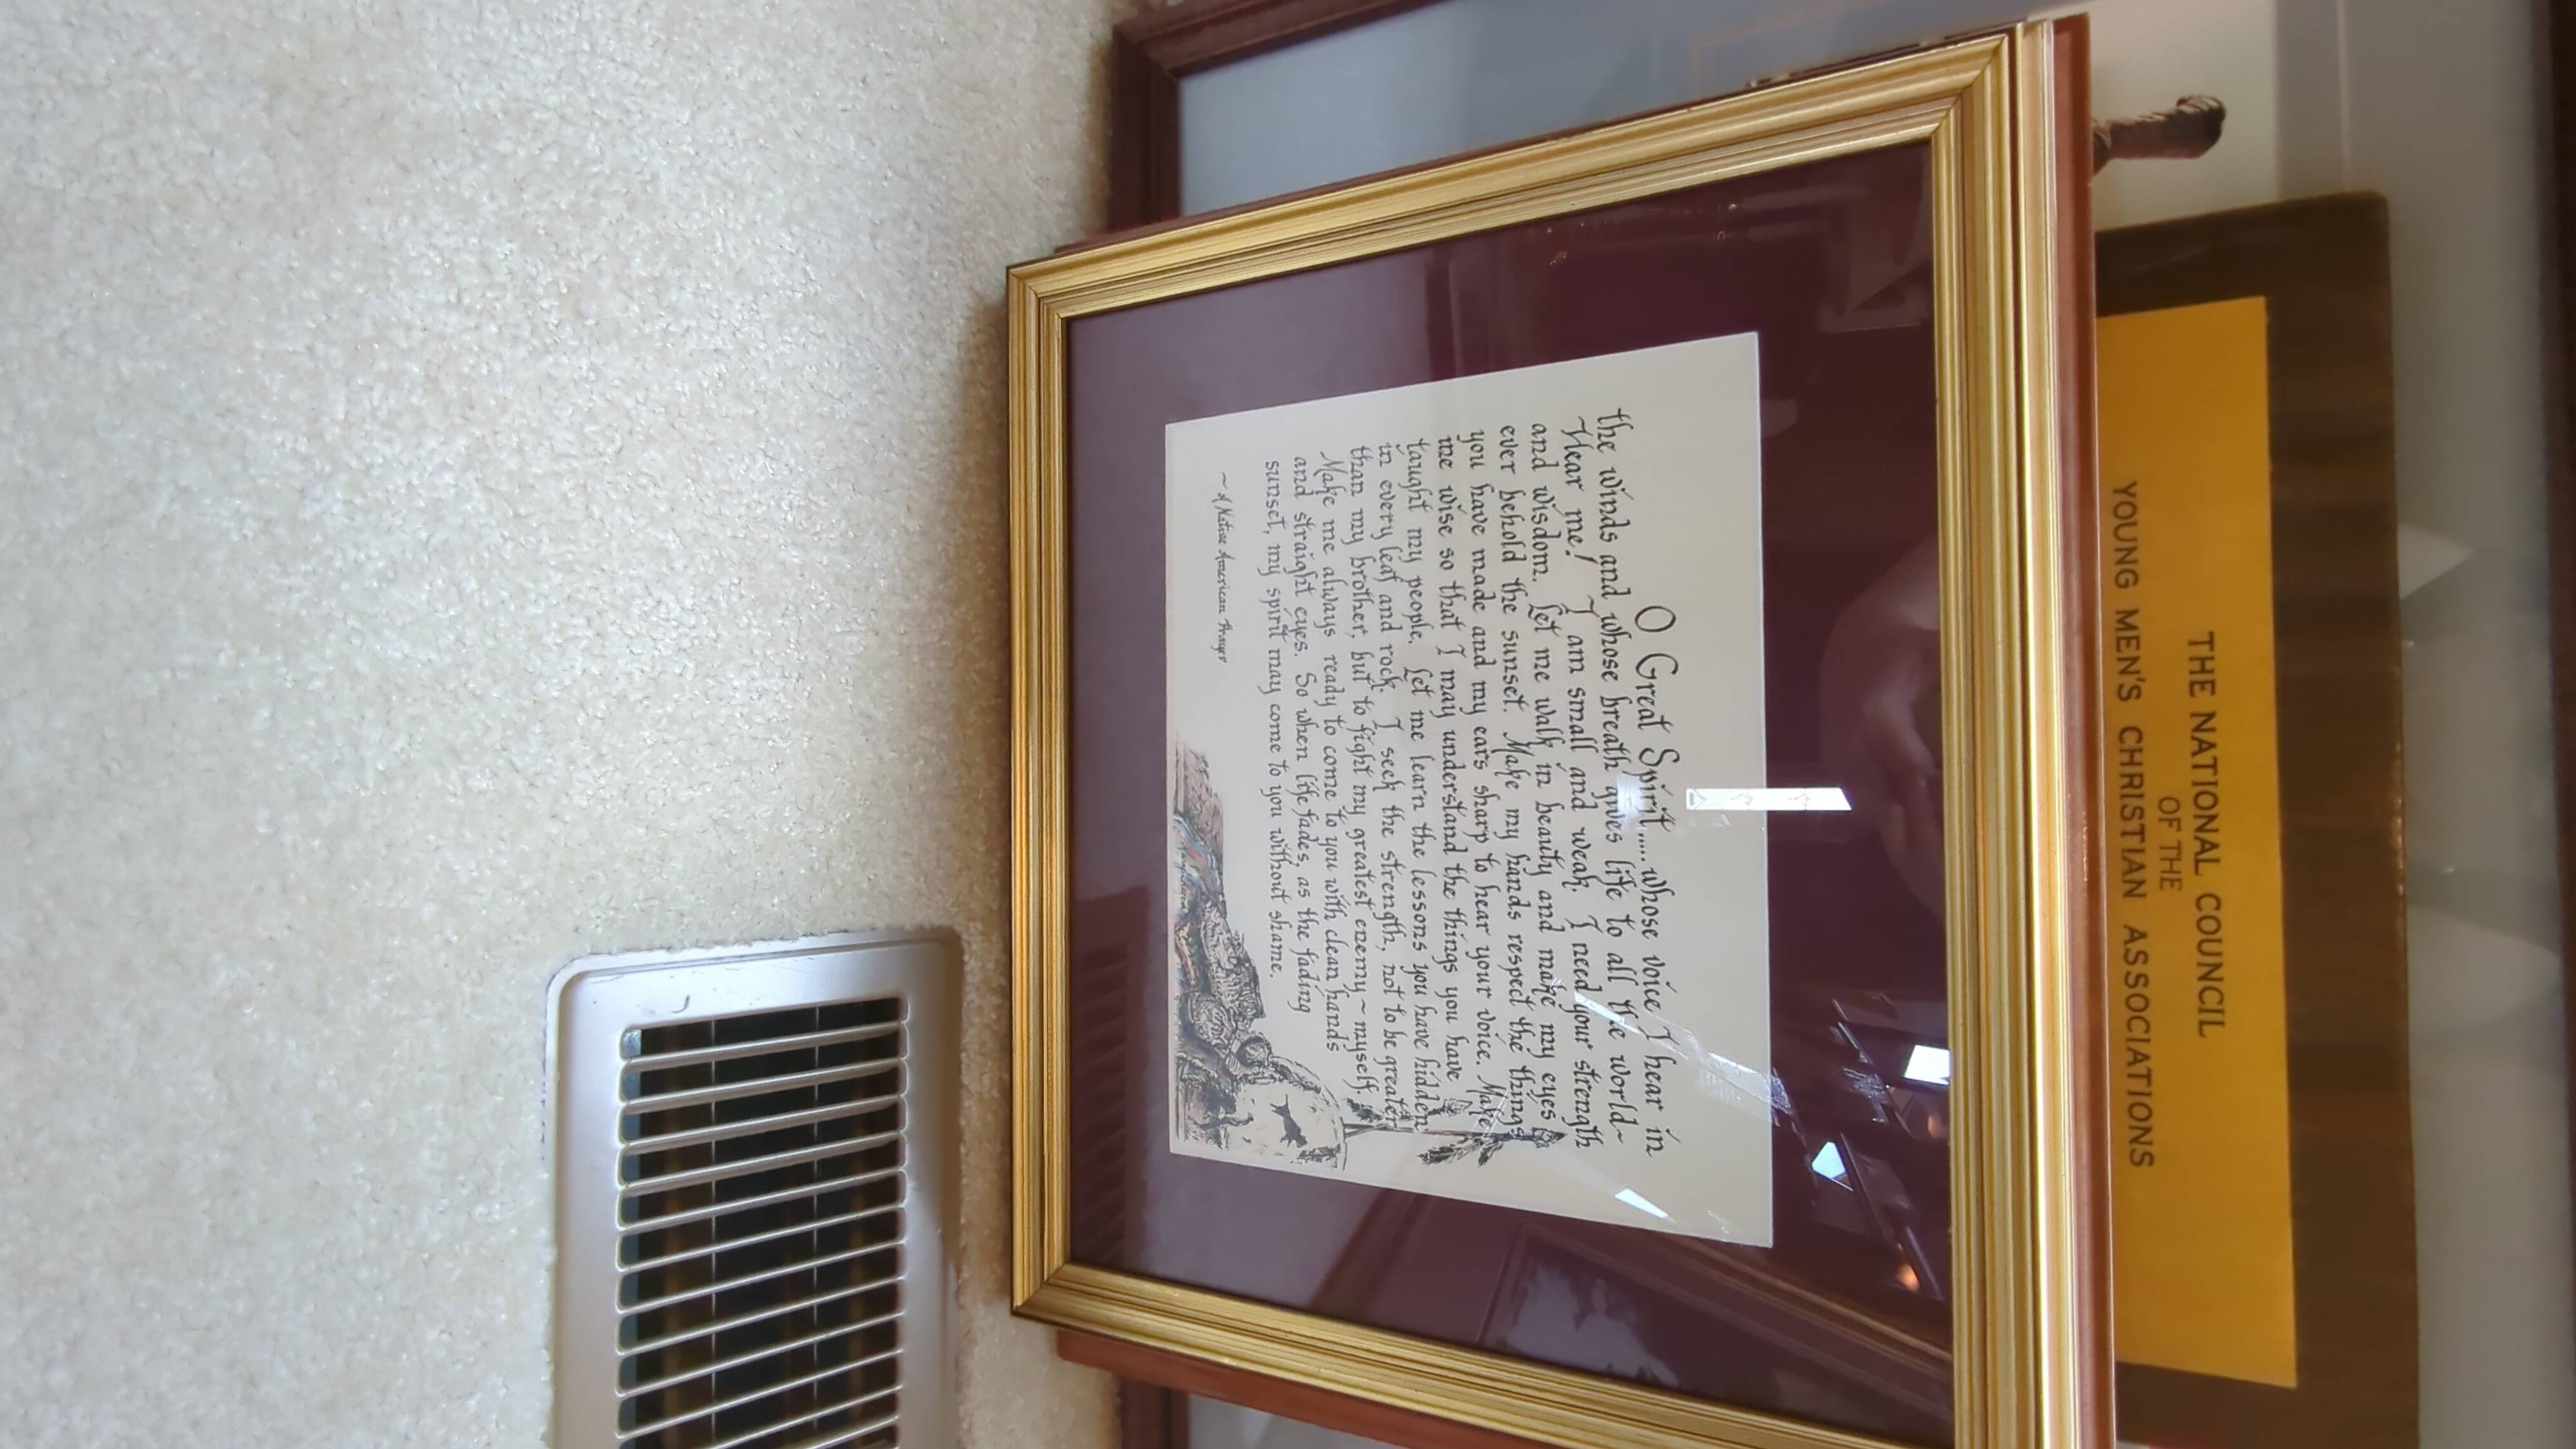 THE NATIONAL COUNCIL
OF THE
YOUNG MEN'S CHRISTIAN ASSOCIATIONS
O Great Spirit.....whose voice I hear in
the winds and whose breath gives life to all the world~
Hear me! I am small and weak. I need your strength
and wisdom. Let me walk in beauty and make my eyes
ever behold the sunset. Make my hands respect the things
you have made and my ears sharp to hear your voice. Make
me wise so that I may understand the things you have
taught my people. Let me learn the lessons you have hidden
in every leaf and rock. I seek the strength, not to be greater
than my brother, but to fight my greatest enemy~myself.
Make me always ready to come to you with clean hands
and straight eyes. So when life fades, as the fading
sunset, my spirit may come to you without shame.
~A Native American Prayer